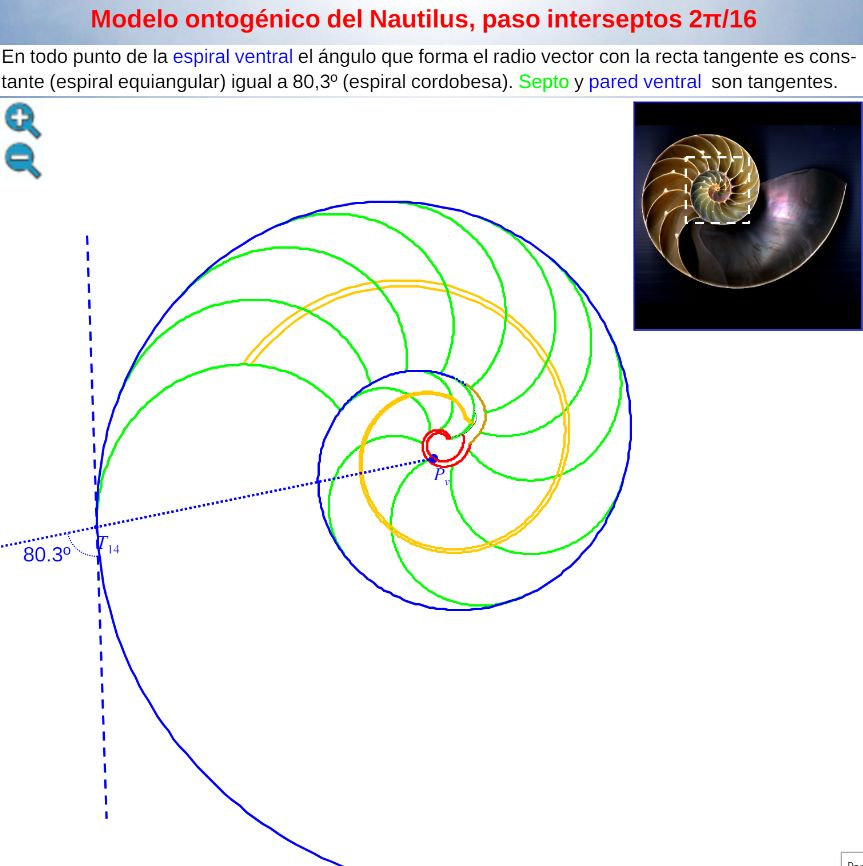 Modelo ontogénico del Nautilus, paso interseptos 2π/16
En todo punto de la espiral ventral el ángulo que forma el radio vector con la recta tangente es cons-
tante (espiral equiangular) igual a 80,3º (espiral cordobesa). Septo y pared ventral son tangentes.
Pv
T14
80.3º